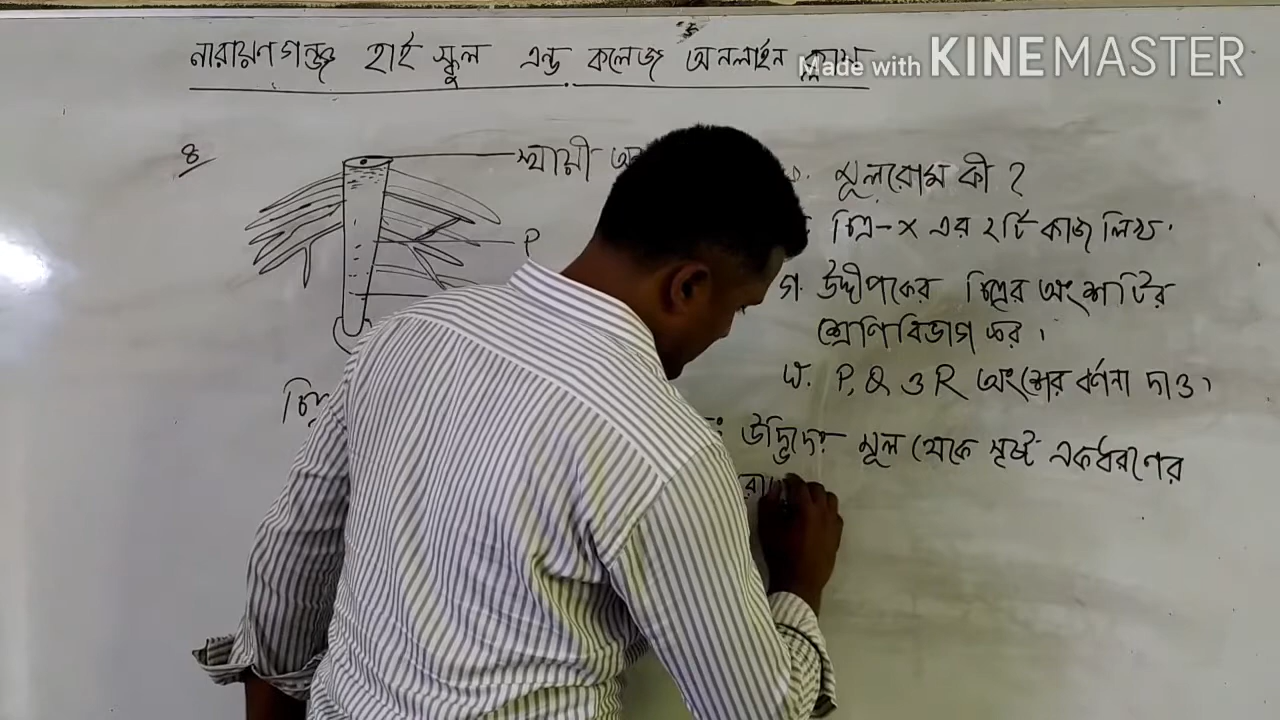 নারায়ণগঞ্জ হাই স্কুল এন্ড কলেজ অনলাইন ক্লাস
Made with KINEMASTER
৪
স্থায়ী
P
মূলরোম কী ?
চিত্র-X এর ২টি কাজ লিখ.
গ. উদ্দীপকের চিত্রের অংশটির
শ্রেণিবিভাগ কর।
ঘ. P, Q ও R অংশের বর্ণনা দাও।
উদ্ভিদের মূল থেকে সৃষ্ট একধরণের